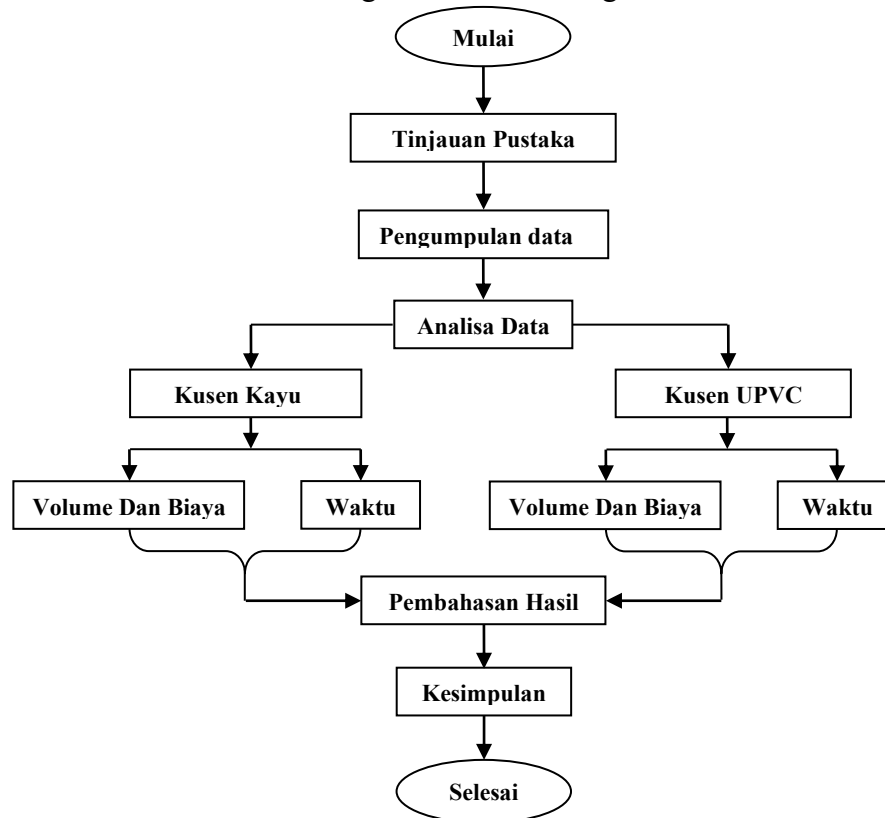 Mulai
Tinjauan Pustaka
Pengumpulan data
Analisa Data
Kusen Kayu
Kusen UPVC
Volume Dan Biaya
Waktu
Volume Dan Biaya
Waktu
Pembahasan Hasil
Kesimpulan
Selesai